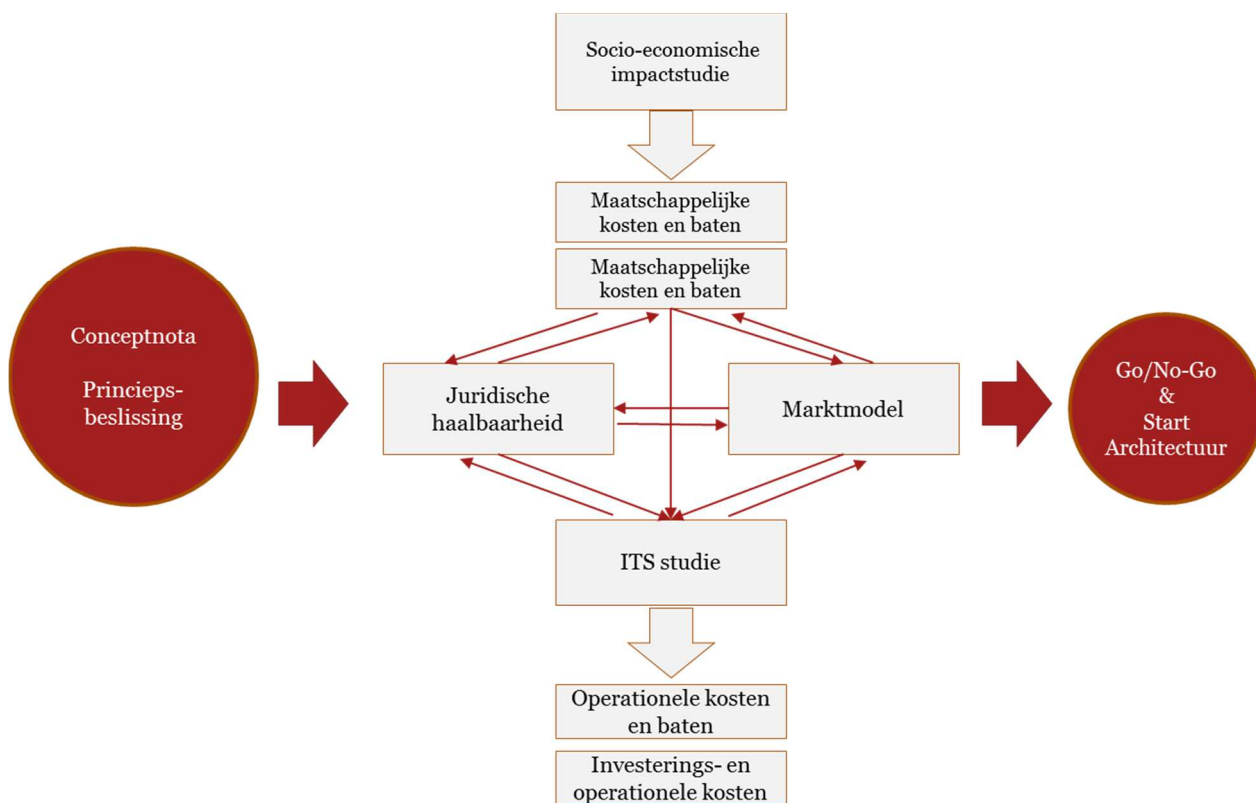 Socio-economische
impactstudie
Maatschappelijke
kosten en baten
Maatschappelijke
kosten en baten
Conceptnota
Princieps-
beslissing
Juridische
haalbaarheid
Marktmodel
Go/No-Go
&
Start
Architectuur
ITS studie
Operationele kosten
en baten
Investerings- en
operationele kosten